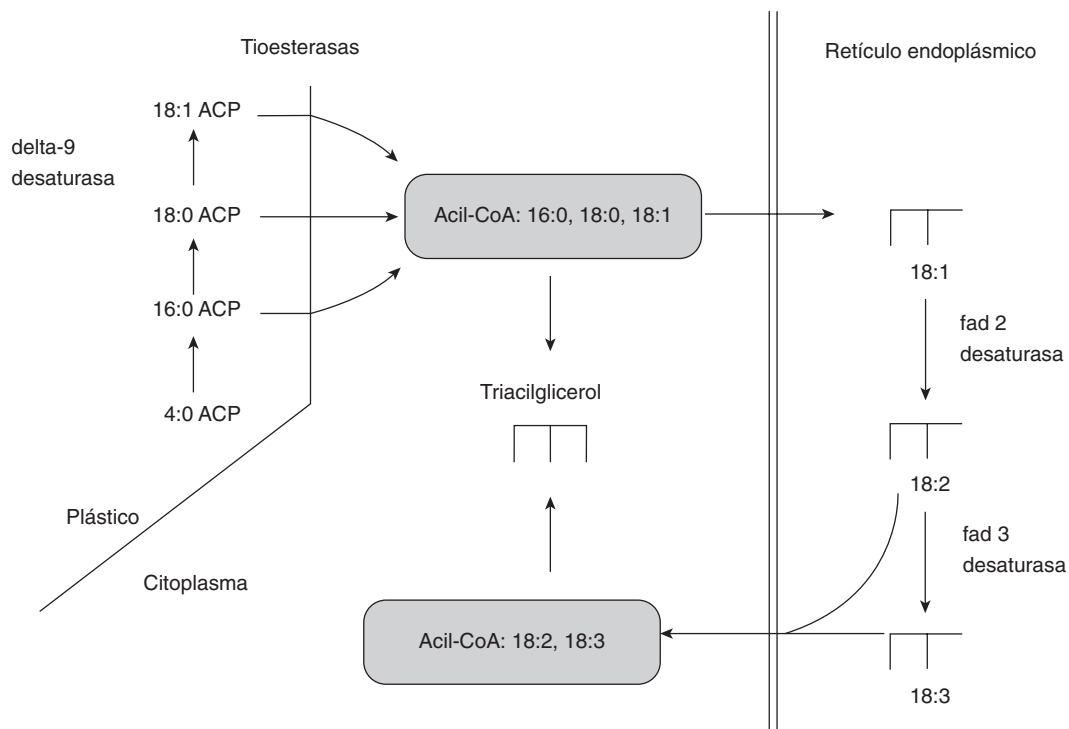 Tioesterasas
Retículo endoplásmico
18:1 ACP
delta-9
desaturasa
18:0 ACP
Acil-CoA: 16:0, 18:0, 18:1
18:1
16:0 ACP
fad 2
desaturasa
Triacilglicerol
4:0 ACP
18:2
Plástico
fad 3
desaturasa
Citoplasma
Acil-CoA: 18:2, 18:3
18:3